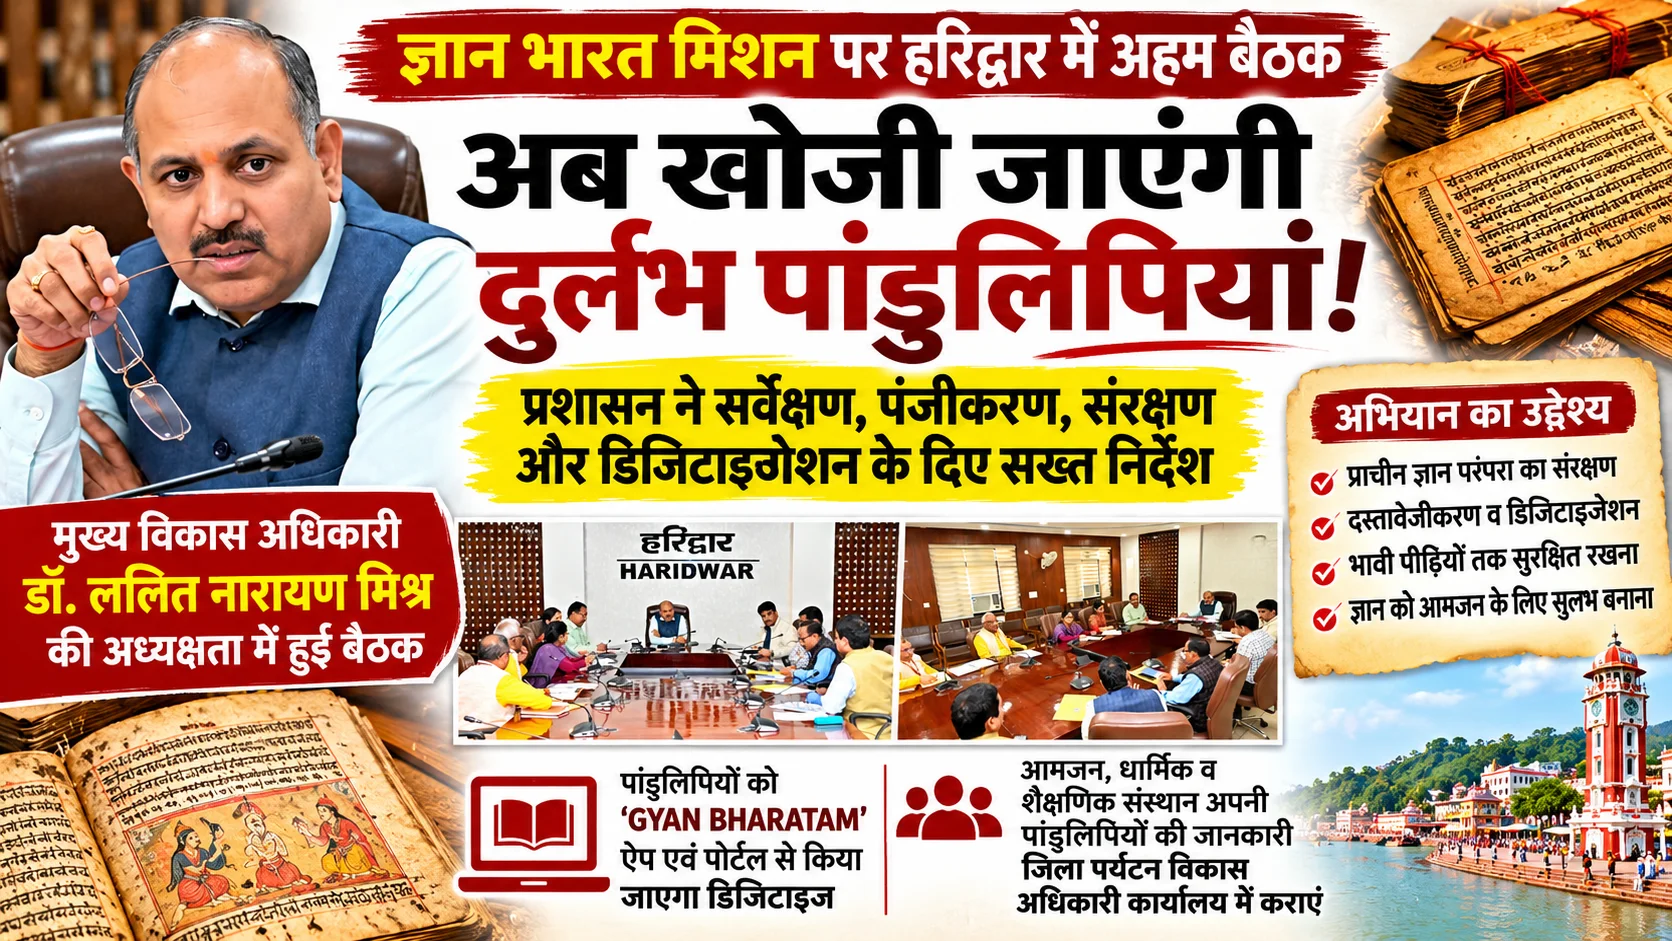 ज्ञान भारत मिशन पर हरिद्वार में अहम बैठक
अब खोजी जाएंगी
दुर्लभ पांडुलिपियां!
प्रशासन ने सर्वेक्षण, पंजीकरण, संरक्षण
और डिजिटाइगेशन के दिए सख्त निर्देश
मुख्य विकास अधिकारी
डॉ. ललित नारायण मिश्र
की अध्यक्षता में हुई बैठक
हरिद्वार
HARIDWAR
अभियान का उद्देश्य
प्राचीन ज्ञान परंपरा का संरक्षण
दस्तावेजीकरण व डिजिटाइजेशन
भावी पीड़ियों तक सुरक्षित रखना
ज्ञान को आमजन के लिए सुलभ बनाना
पांडुलिपियों को
‘GYAN BHARATAM’
ऐप एवं पोर्टल से किया
जाएगा डिजिटाइज
आमजन, धार्मिक व
शैक्षणिक संस्थान अपनी
पांडुलिपियों की जानकारी
जिला पर्यटन विकास
अधिकारी कार्यालय में कराएं